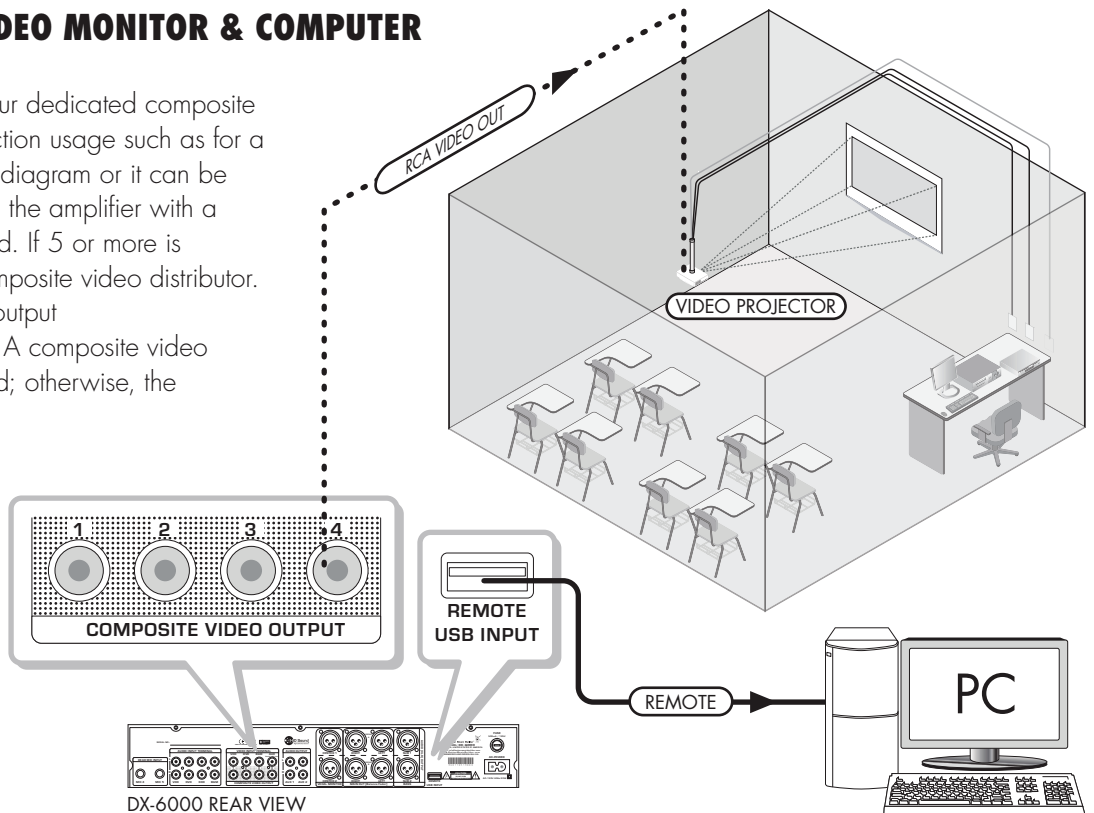 DEO MONITOR & COMPUTER
ur dedicated composite
ction usage such as for a
diagram or it can be
the amplifier with a
d. If 5 or more is
mposite video distributor.
output
A composite video
d; otherwise, the
RCA VIDEO OUT
VIDEO PROJECTOR
1 2 3 4
COMPOSITE VIDEO OUTPUT
REMOTE
USB INPUT
REMOTE
PC
DX-6000 REAR VIEW